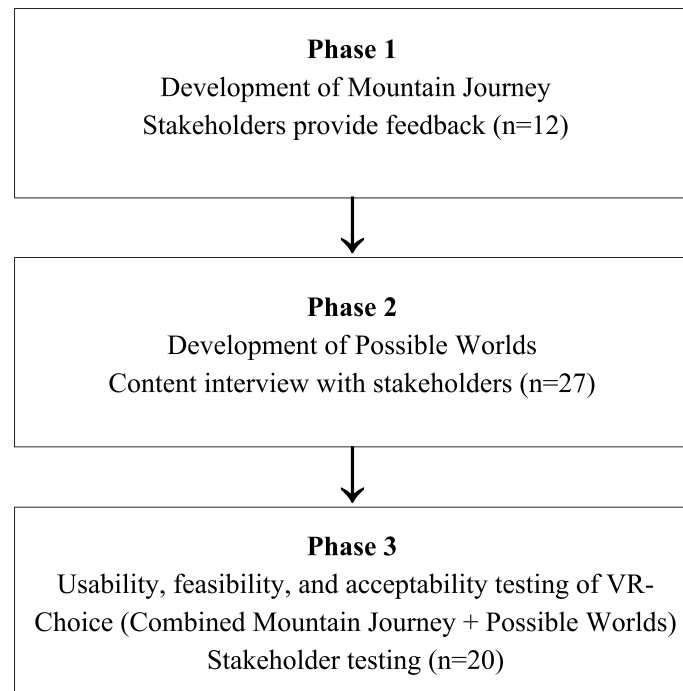 Phase 1
Development of Mountain Journey
Stakeholders provide feedback (n=12)
Phase 2
Development of Possible Worlds
Content interview with stakeholders (n=27)
Phase 3
Usability, feasibility, and acceptability testing of VR-
Choice (Combined Mountain Journey + Possible Worlds)
Stakeholder testing (n=20)